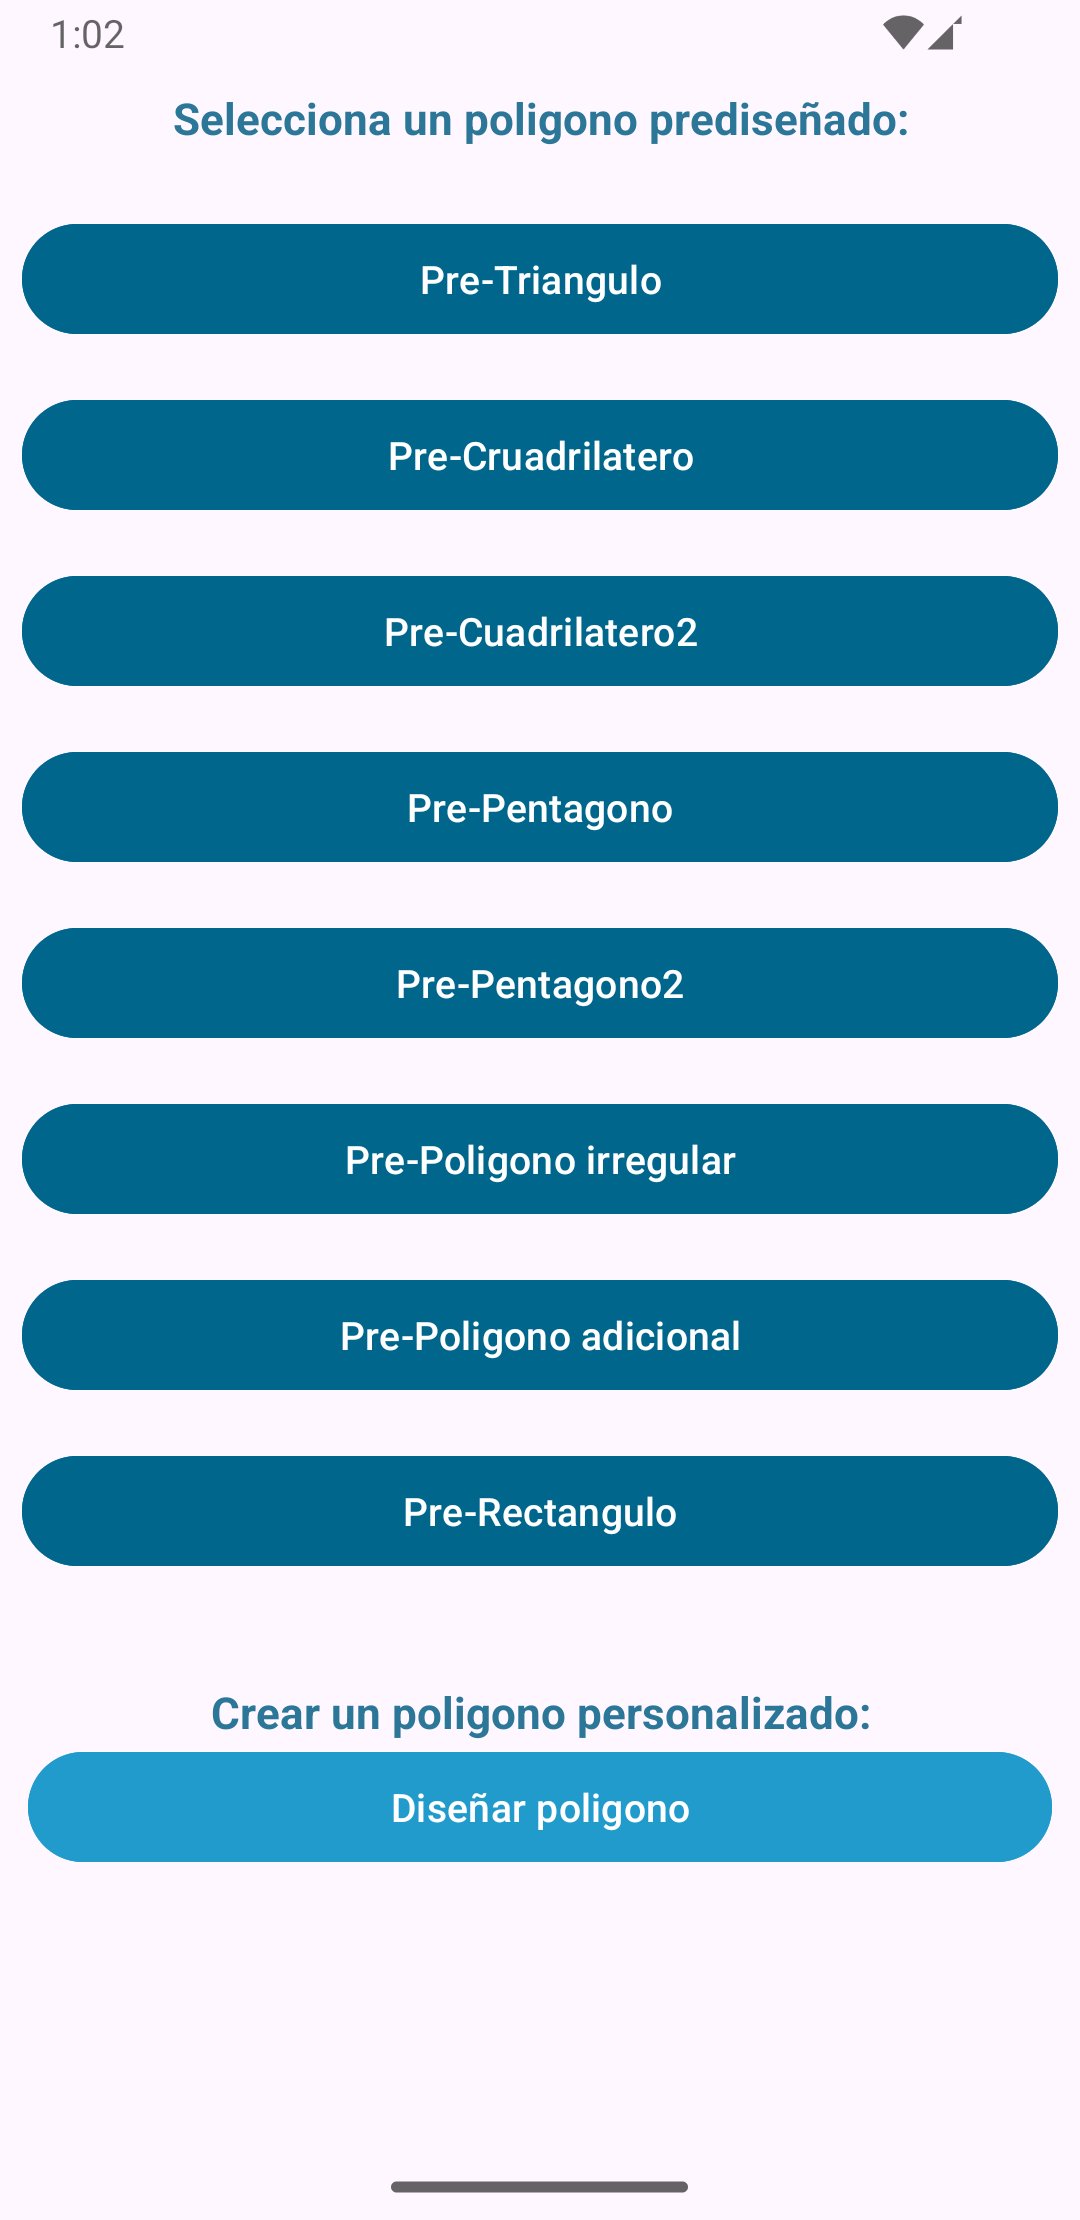 1:02
Selecciona un poligono prediseñado:
Pre-Triangulo
Pre-Cruadrilatero
Pre-Cuadrilatero2
Pre-Pentagono
Pre-Pentagono2
Pre-Poligono irregular
Pre-Poligono adicional
Pre-Rectangulo
Crear un poligono personalizado:
Diseñar poligono